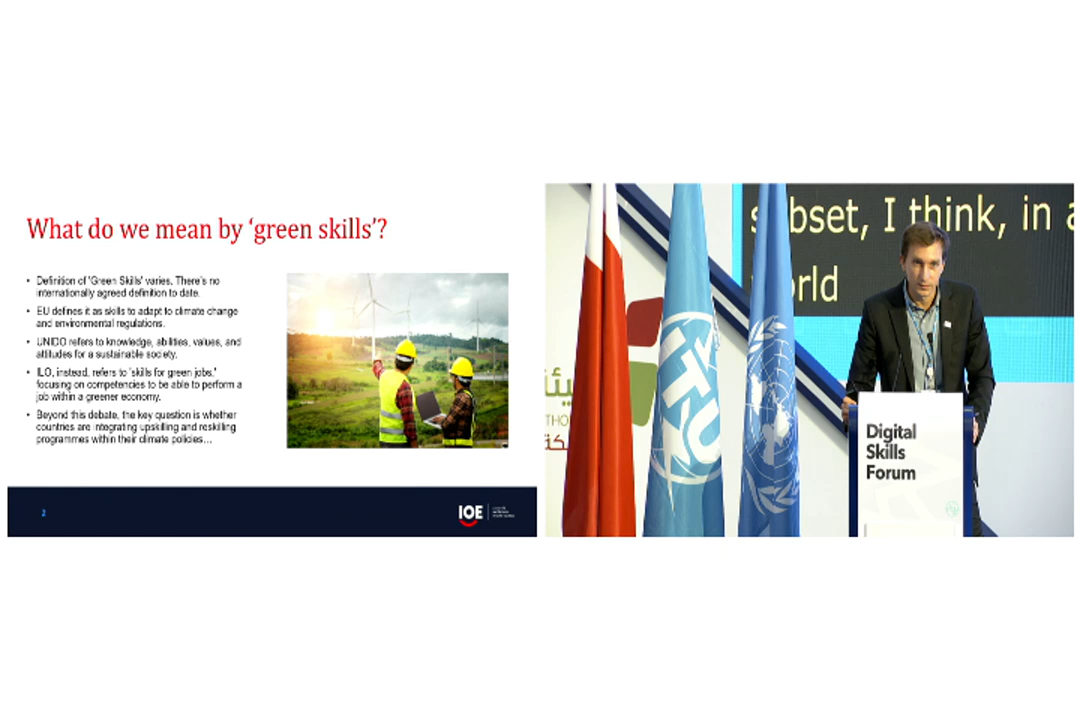 What do we mean by 'green skills'?
• Definition of 'Green Skills' varies. There's no
internationally agreed definition to date.
• EU defines it as skills to adapt to climate change
and environmental regulations.
• UNIDO refers to knowledge, abilities, values, and
attitudes for a sustainable society.
• ILO, instead, refers to 'skills for green jobs,'
focusing on competencies to be able to perform a
job within a greener economy.
• Beyond this debate, the key question is whether
countries are integrating upskilling and reskilling
programmes within their climate policies…
2
IOE
subset, I think, in a
world
ITU
Digital
Skills
Forum